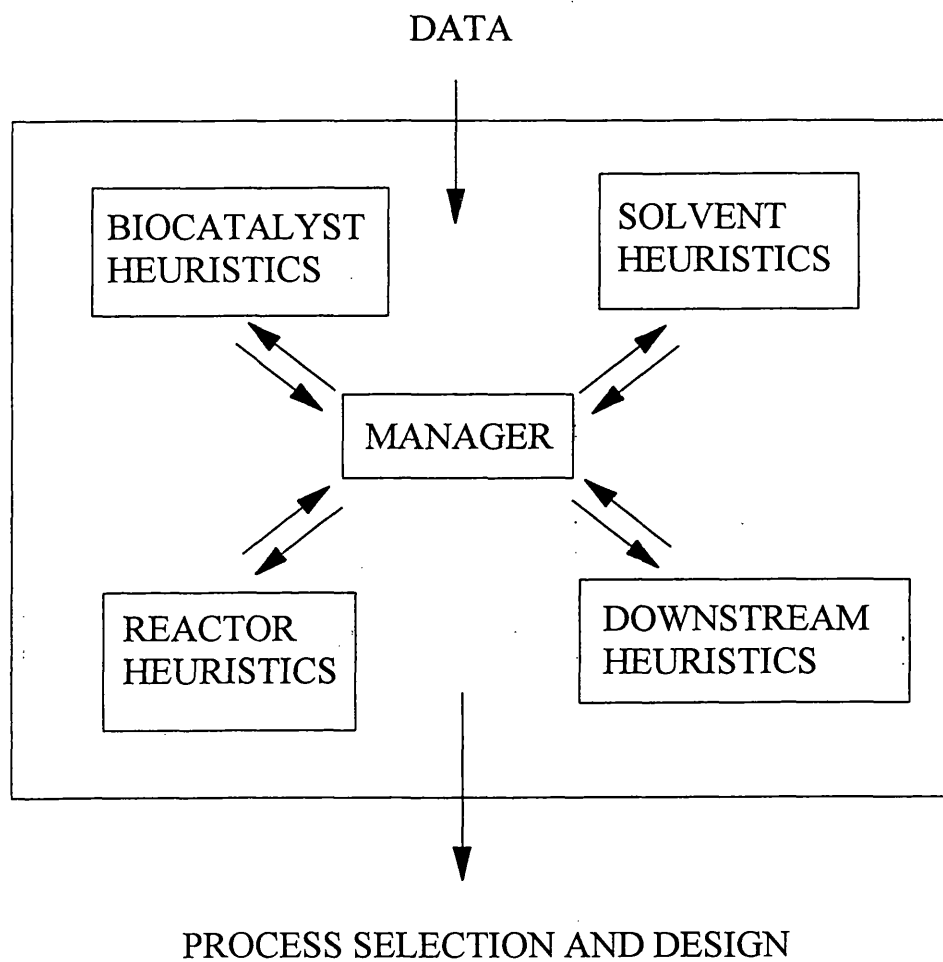 DATA
BIOCATALYST
HEURISTICS
SOLVENT
HEURISTICS
MANAGER
REACTOR
HEURISTICS
DOWNSTREAM
HEURISTICS
PROCESS SELECTION AND DESIGN